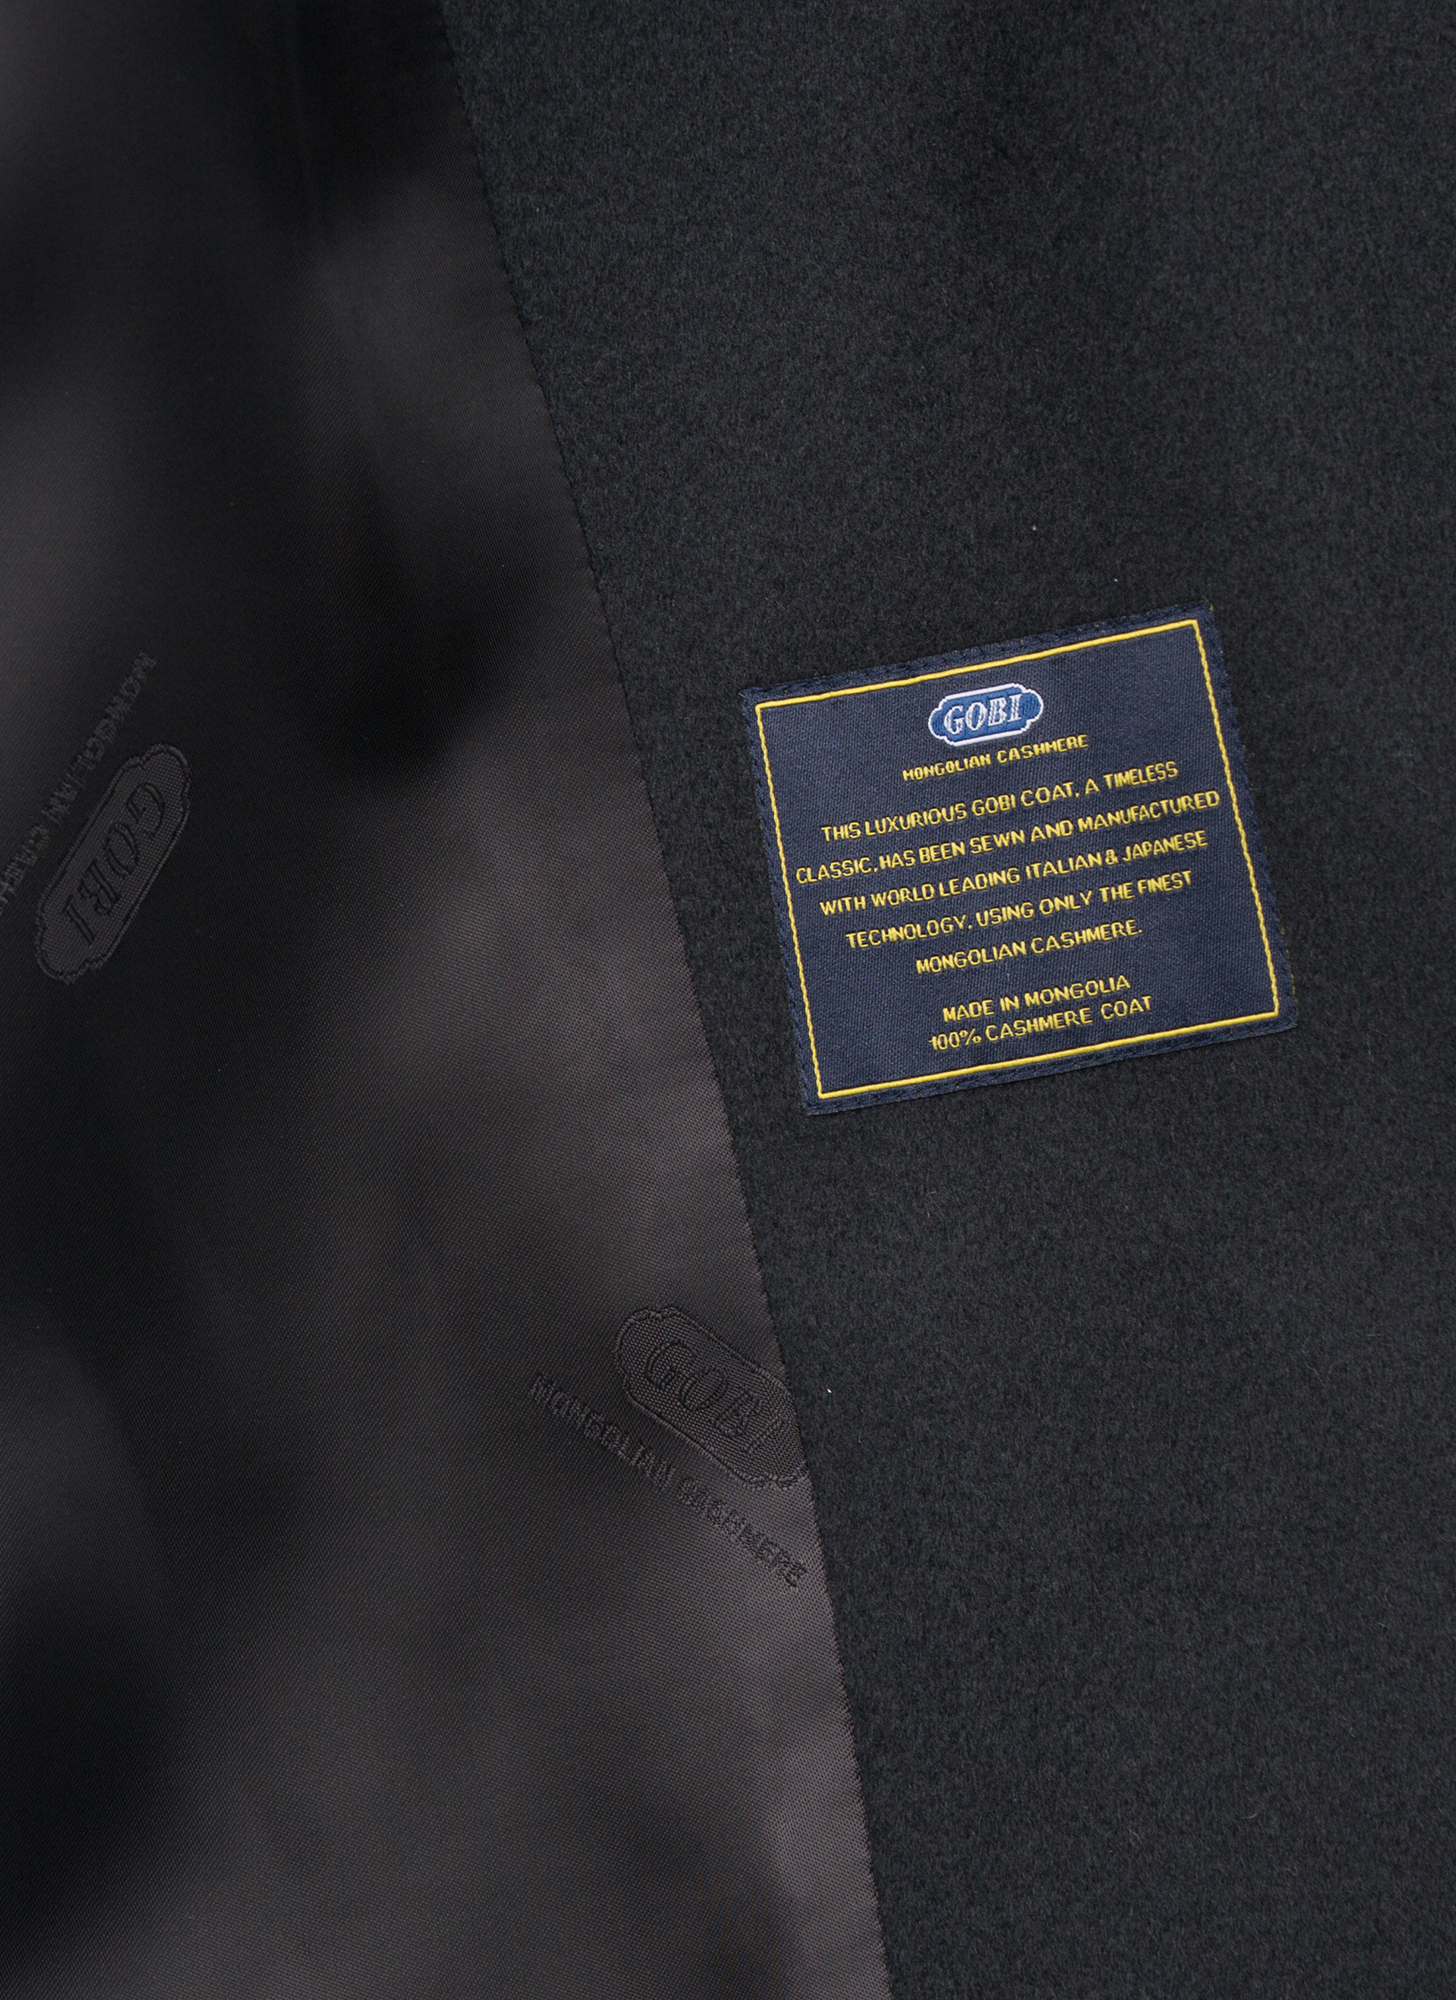 GOBI
MONGOLIAN CASHMERE
THIS LUXURIOUS GOBI COAT, A TIMELESS
CLASSIC, HAS BEEN SEWN AND MANUFACTURED
WITH WORLD LEADING ITALIAN & JAPANESE
TECHNOLOGY, USING ONLY THE FINEST
MONGOLIAN CASHMERE.
MADE IN MONGOLIA
100% CASHMERE COAT
MONGOLIAN
GOBI
GOBI
MONGOLIAN CASHMERE